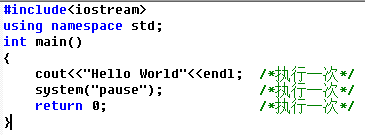 #include<iostream>
using namespace std;
int main()
{
    cout<<"Hello World"<<endl;  /*执行一次*/
    system("pause");            /*执行一次*/
    return 0;                   /*执行一次*/
}